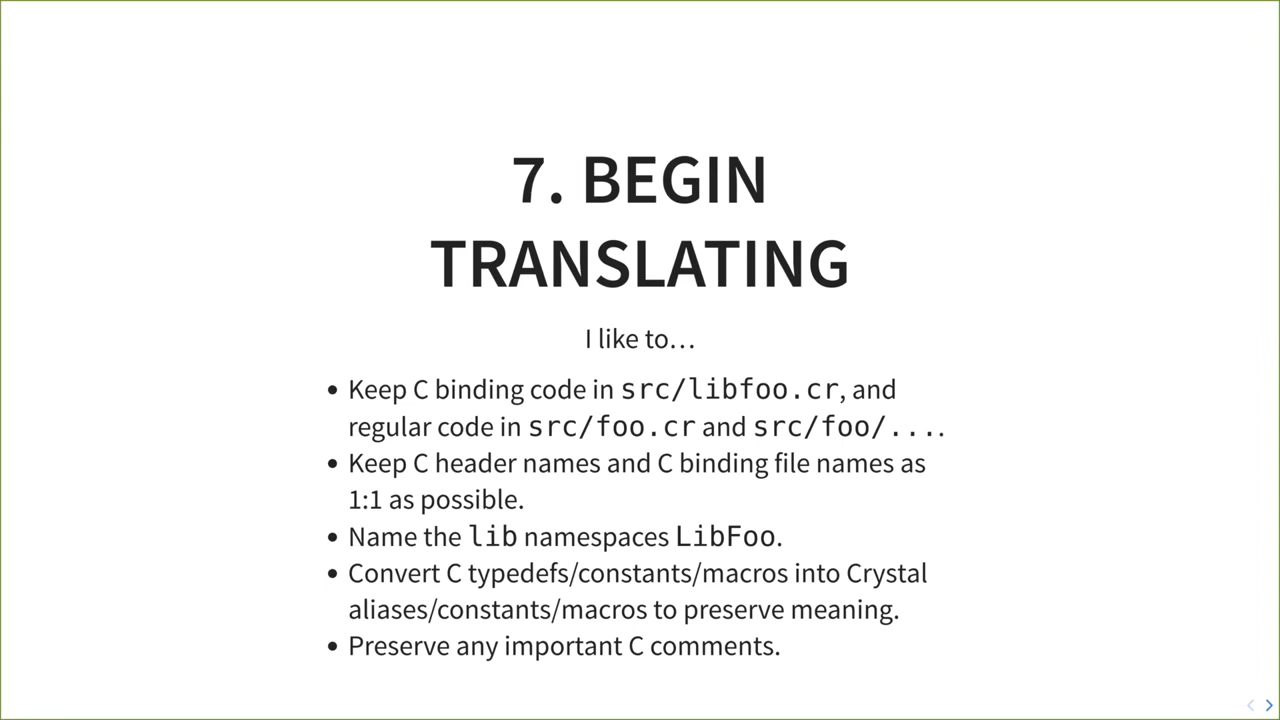 7. BEGIN
TRANSLATING
I like to…
• Keep C binding code in src/libfoo.cr, and
regular code in src/foo.cr and src/foo/....
• Keep C header names and C binding file names as
1:1 as possible.
• Name the lib namespaces LibFoo.
• Convert C typedefs/constants/macros into Crystal
aliases/constants/macros to preserve meaning.
• Preserve any important C comments.